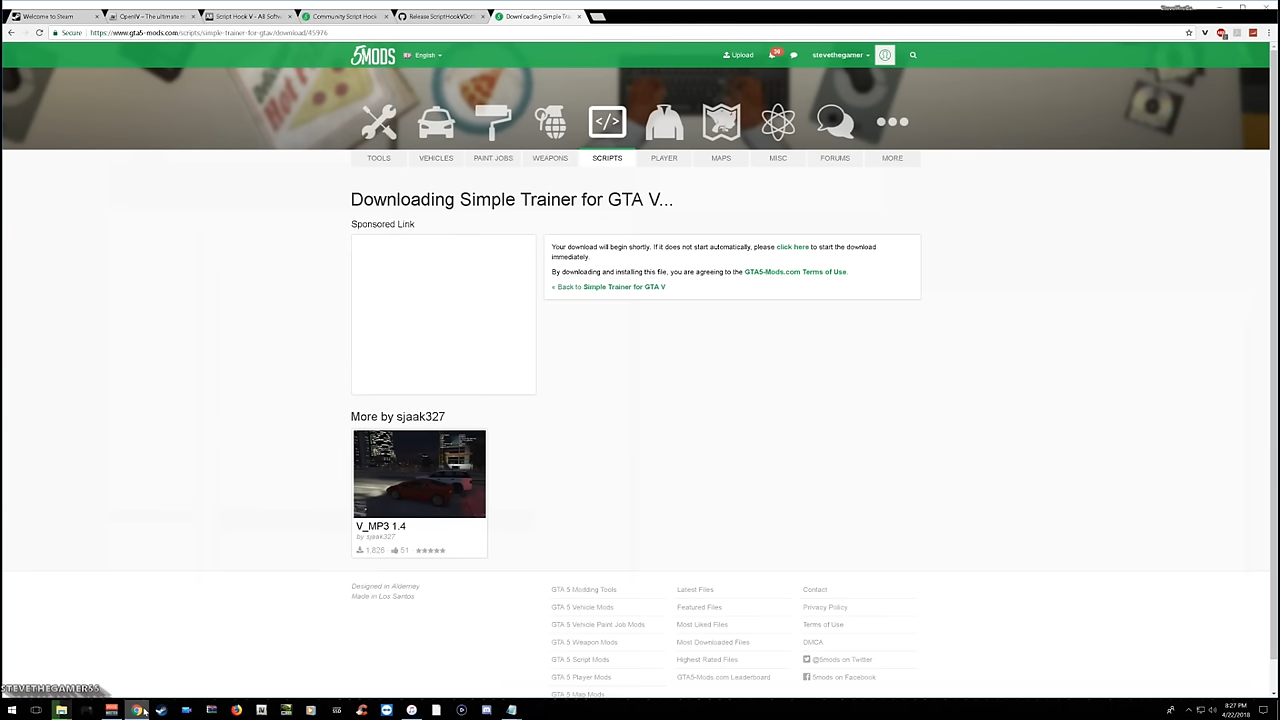 Welcome to Steam
OpenIV – The ultimate m
Script Hook V – All Softw
Community Script Hook
Release ScriptHookVDot
Downloading Simple Trai
Secure
https://www.gta5-mods.com/scripts/simple-trainer-for-gtav/download/45976
5MODS
English
Upload
30
stevethegamer
TOOLS
VEHICLES
PAINT JOBS
WEAPONS
SCRIPTS
PLAYER
MAPS
MISC
FORUMS
MORE
Downloading Simple Trainer for GTA V...
Sponsored Link
Your download will begin shortly. If it does not start automatically, please click here to start the download
immediately.
By downloading and installing this file, you are agreeing to the GTA5-Mods.com Terms of Use.
« Back to Simple Trainer for GTA V
More by sjaak327
V_MP3 1.4
by sjaak327
1,826
51
Designed in Alderney
Made in Los Santos
GTA 5 Modding Tools
GTA 5 Vehicle Mods
GTA 5 Vehicle Paint Job Mods
GTA 5 Weapon Mods
GTA 5 Script Mods
GTA 5 Player Mods
GTA 5 Map Mods
Latest Files
Featured Files
Most Liked Files
Most Downloaded Files
Highest Rated Files
GTA5-Mods.com Leaderboard
Contact
Privacy Policy
Terms of Use
DMCA
@5mods on Twitter
5mods on Facebook
STEVETHEGAMER55
8:27 PM
4/22/2018